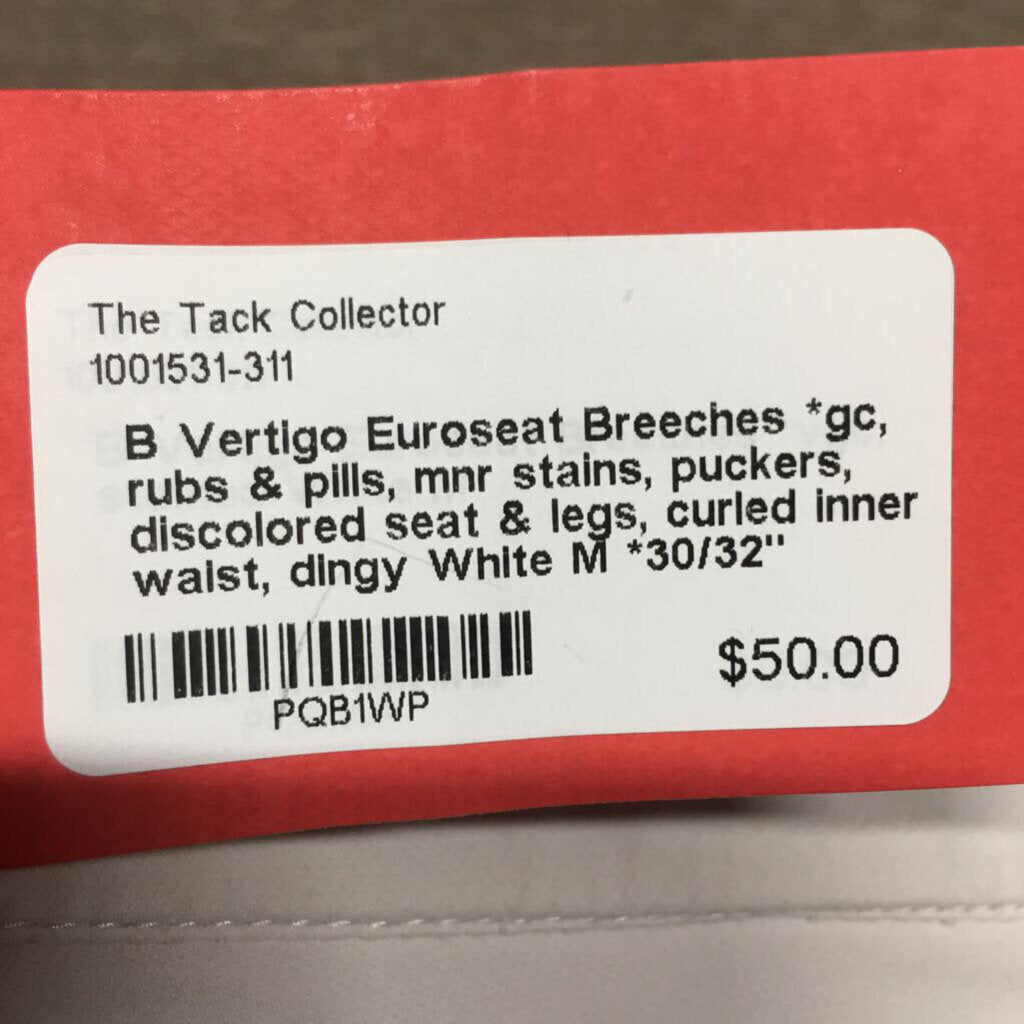 The Tack Collector
1001531-311
B Vertigo Euroseat Breeches *gc,
rubs & pills, mnr stains, puckers,
discolored seat & legs, curled inner
waist, dingy White M *30/32"
PQB1WP
$50.00